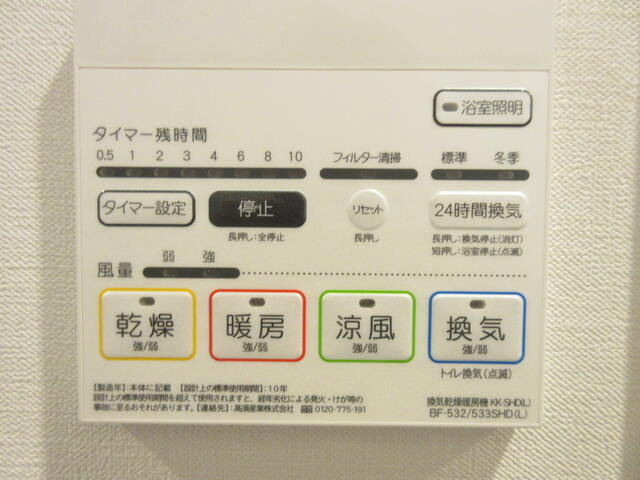 浴室照明
タイマー残時間
0.5 1 2 3 4 6 8 10
フィルター清掃
標準 冬季
タイマー設定
停止
リセット
24時間換気
長押し:全停止
長押し
長押し:換気停止(消灯)
短押し:浴室停止(点滅)
弱 強
風量
乾燥
強/弱
暖房
強/弱
涼風
強/弱
換気
強/弱
トイレ換気(点滅)
【製造年】:本体に記載 【設計上の標準使用期間】:10年
設計上の標準使用期間を超えて使用されますと、経年劣化による発火・けが等の
事故に至るおそれがあります。【連絡先】:高須産業株式会社 0120-775-191
換気乾燥暖房機 KK-SHD(L)
BF-532/533SHD(L)